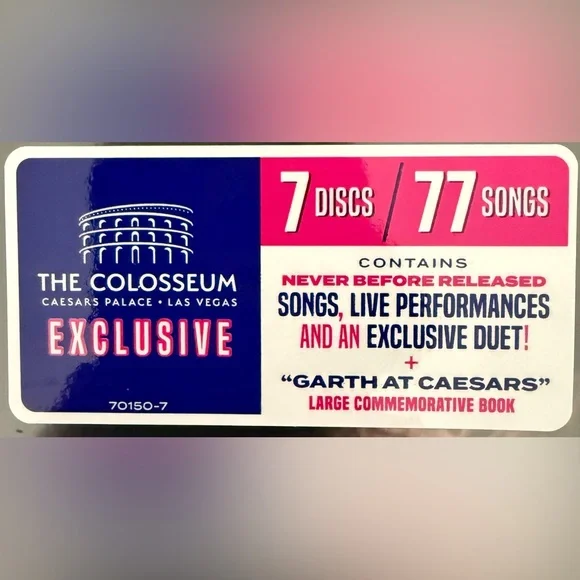 THE COLOSSEUM
CAESARS PALACE • LAS VEGAS
EXCLUSIVE
70150-7
7 DISCS / 77 SONGS
CONTAINS
NEVER BEFORE RELEASED
SONGS, LIVE PERFORMANCES
AND AN EXCLUSIVE DUET!
+
“GARTH AT CAESARS”
LARGE COMMEMORATIVE BOOK